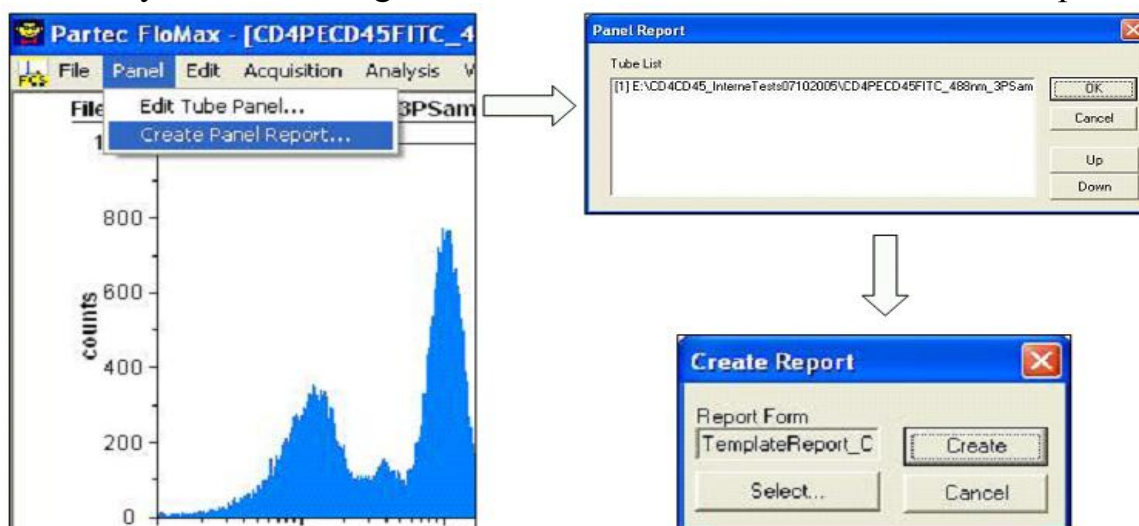 Partec FloMax - [CD4PECD45FITC_4
File Panel Edit Acquisition Analysis
File
3PSam
Edit Tube Panel...
Create Panel Report...
800
600
400
200
0
counts
Panel Report
Tube List
[1] E:\CD4CD45_InterneTests07102005\CD4PECD45FITC_488nm_3PSam
OK
Cancel
Up
Down
Create Report
Report Form
TemplateReport_C
Create
Select...
Cancel